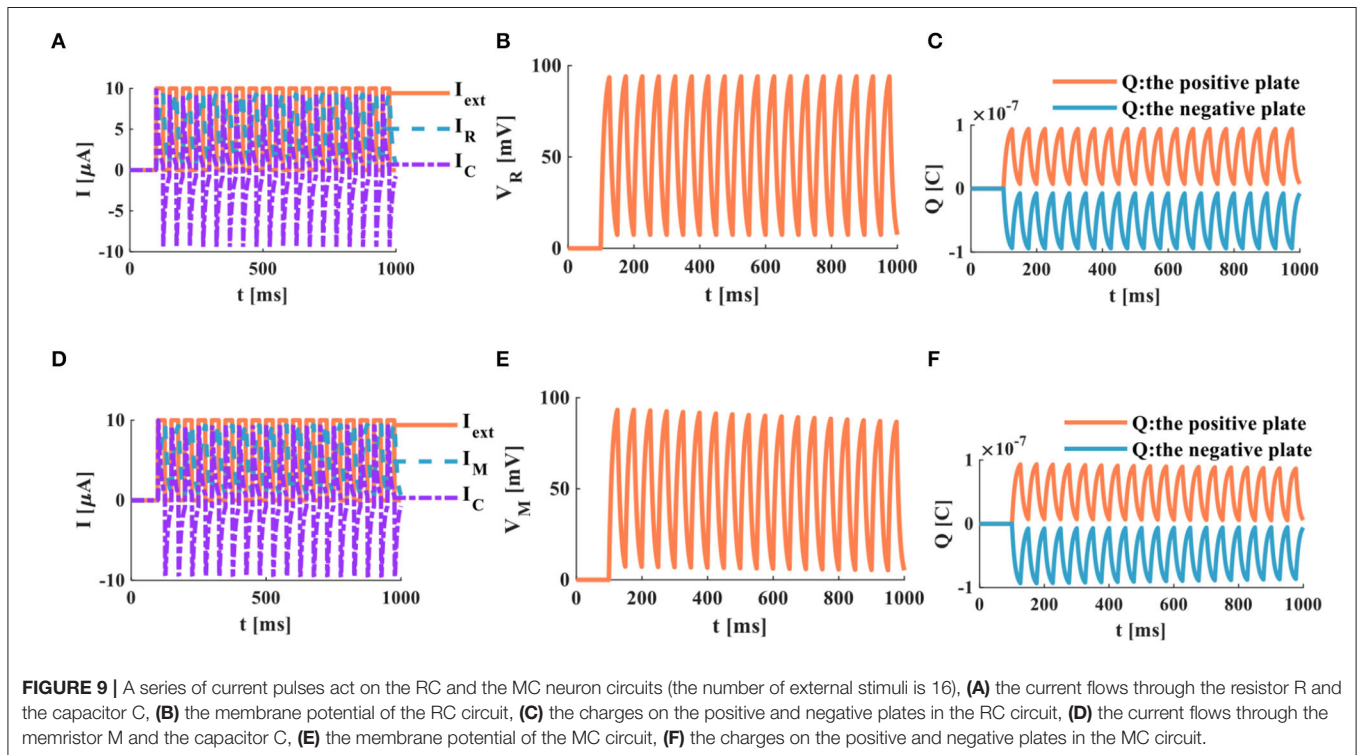 A
I [μA]
10
5
0
-5
-10
0
500
1000
t [ms]
I_ext
I_R
I_C
B
V_R [mV]
100
50
0
0
200
400
600
800
1000
t [ms]
C
Q:the positive plate
Q:the negative plate
×10^-7
Q [C]
1
0
-1
0
200
400
600
800
1000
t [ms]
D
I [μA]
10
0
-10
0
500
1000
t [ms]
I_ext
I_M
I_C
E
V_M [mV]
100
50
0
0
200
400
600
800
1000
t [ms]
F
Q:the positive plate
Q:the negative plate
×10^-7
Q [C]
1
0
-1
0
200
400
600
800
1000
t [ms]
FIGURE 9 | A series of current pulses act on the RC and the MC neuron circuits (the number of external stimuli is 16), (A) the current flows through the resistor R and
the capacitor C, (B) the membrane potential of the RC circuit, (C) the charges on the positive and negative plates in the RC circuit, (D) the current flows through the
memristor M and the capacitor C, (E) the membrane potential of the MC circuit, (F) the charges on the positive and negative plates in the MC circuit.